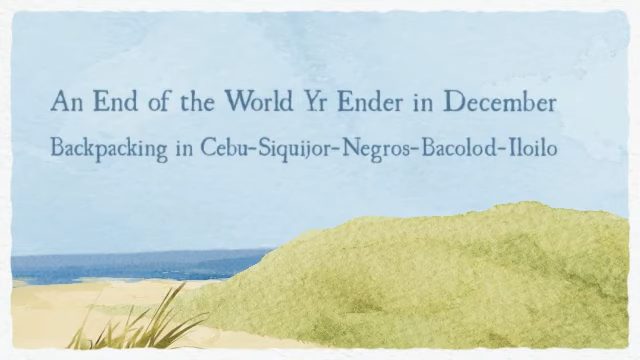 An End of the World Yr Ender in December
Backpacking in Cebu-Siquijor-Negros-Bacolod-Iloilo